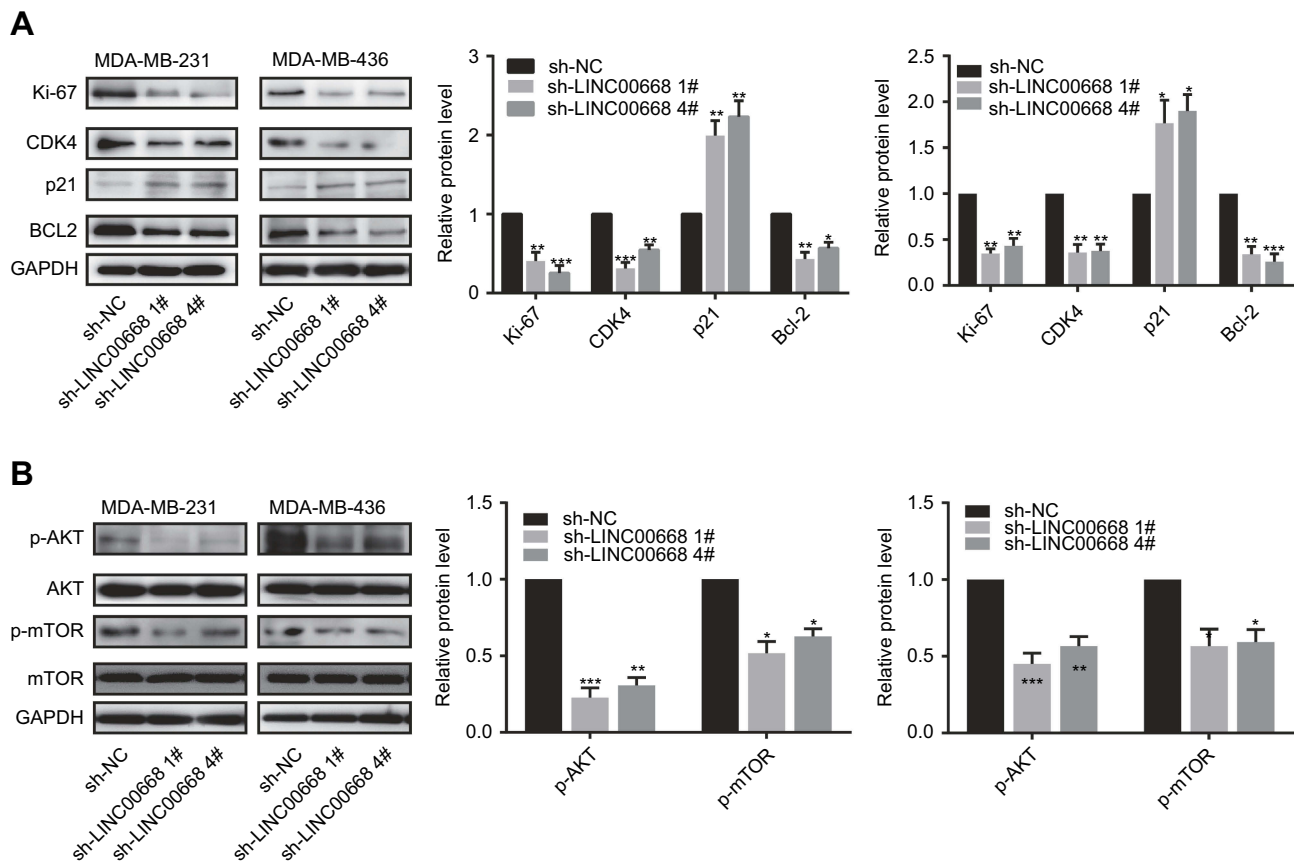 A
MDA-MB-231
MDA-MB-436
Ki-67
CDK4
p21
BCL2
GAPDH
sh-NC
sh-LINC00668 1#
sh-LINC00668 4#
sh-NC
sh-LINC00668 1#
sh-LINC00668 4#
Relative protein level
3
2
1
0
sh-NC
sh-LINC00668 1#
sh-LINC00668 4#
** *** *** ** ** ** ** *
Ki-67
CDK4
p21
Bcl-2
Relative protein level
2.5
2.0
1.5
1.0
0.5
0.0
sh-NC
sh-LINC00668 1#
sh-LINC00668 4#
** ** ** ** * * ** ***
Ki-67
CDK4
p21
Bcl-2
B
MDA-MB-231
MDA-MB-436
p-AKT
AKT
p-mTOR
mTOR
GAPDH
sh-NC
sh-LINC00668 1#
sh-LINC00668 4#
sh-NC
sh-LINC00668 1#
sh-LINC00668 4#
Relative protein level
1.5
1.0
0.5
0.0
sh-NC
sh-LINC00668 1#
sh-LINC00668 4#
*** ** * *
p-AKT
p-mTOR
Relative protein level
1.5
1.0
0.5
0.0
sh-NC
sh-LINC00668 1#
sh-LINC00668 4#
*** ** * *
p-AKT
p-mTOR